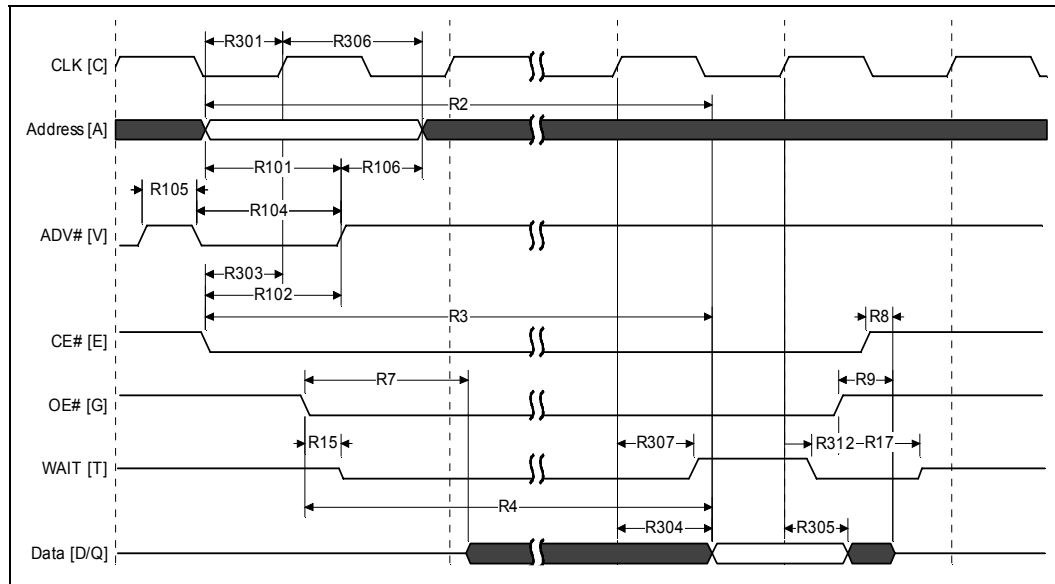 R301 R306
CLK [C]
R2
Address [A]
R101 R106
R105
R104
ADV# [V]
R303
R102
R3 R8
CE# [E]
R7 R9
OE# [G]
R15 R307 R312 R17
WAIT [T]
R4
R304 R305
Data [D/Q]